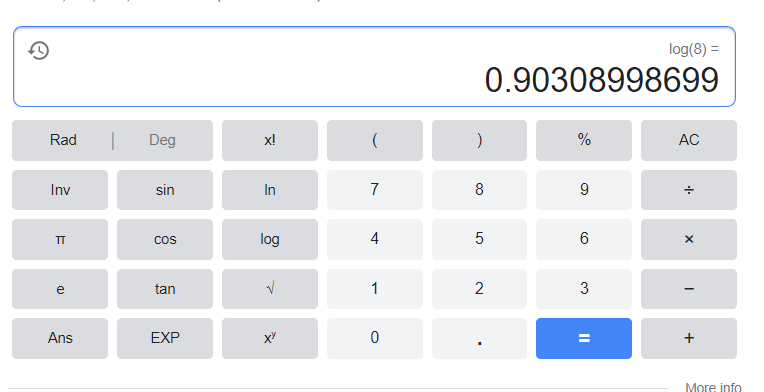 log(8) =
0.90308998699
Rad | Deg x! ( ) % AC
Inv sin ln 7 8 9 ÷
π cos log 4 5 6 ×
e tan √ 1 2 3 −
Ans EXP xʸ 0 . = +
More info